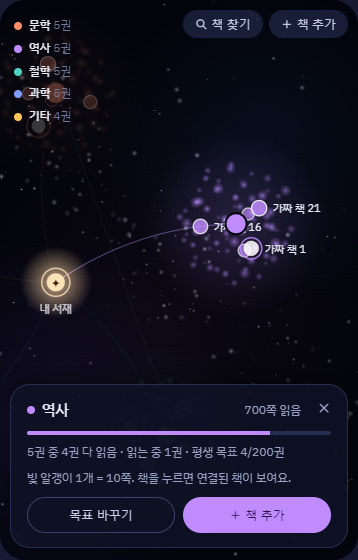 책 찾기
+ 책 추가
문학 5권
역사 5권
철학 5권
과학 5권
기타 4권
가짜 책 21
16
가짜 책 1
내 서재
역사
700쪽 읽음 ×
5권 중 4권 다 읽음 · 읽는 중 1권 · 평생 목표 4/200권
빛 알갱이 1개 = 10쪽. 책을 누르면 연결된 책이 보여요.
목표 바꾸기
+ 책 추가